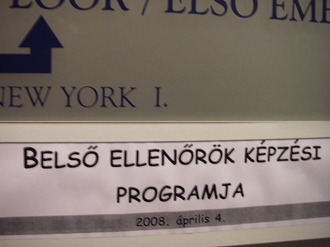 LOOR / ELSŐ EME
NEW YORK I.
BELSŐ ELLENŐRÖK KÉPZÉSI
PROGRAMJA
2008. április 4.